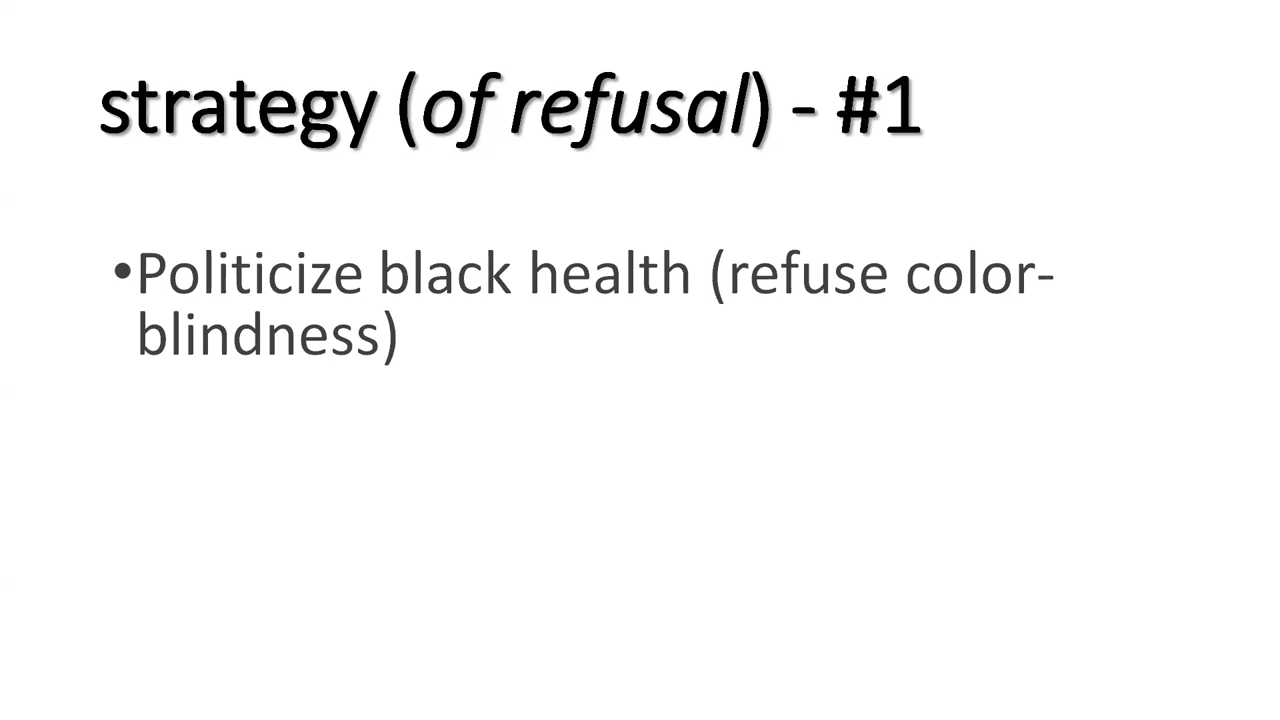 strategy (of refusal) - #1
•Politicize black health (refuse color-
blindness)